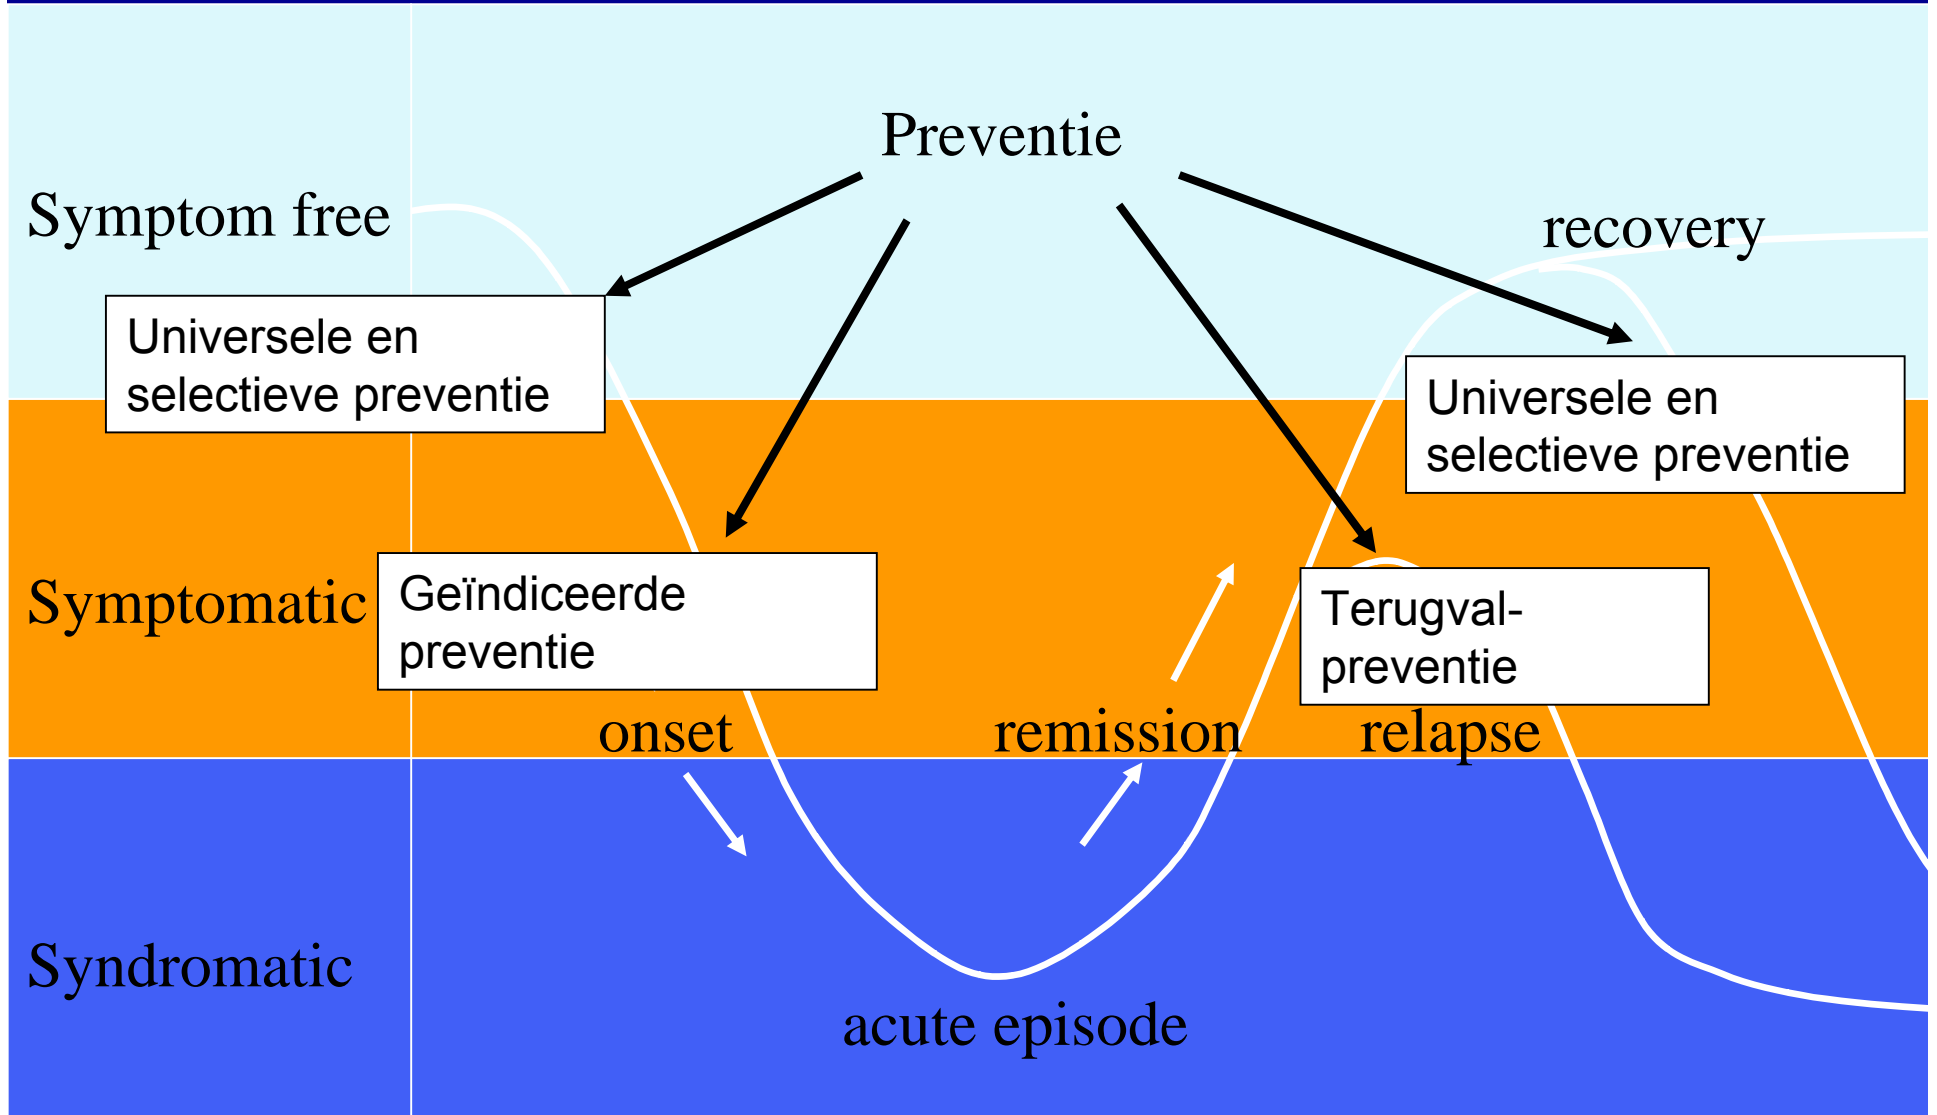 Preventie
Symptom free
recovery
Universele en
selectieve preventie
Universele en
selectieve preventie
Symptomatic
Geïndiceerde
preventie
Terugval-
preventie
onset
remission
relapse
Syndromatic
acute episode